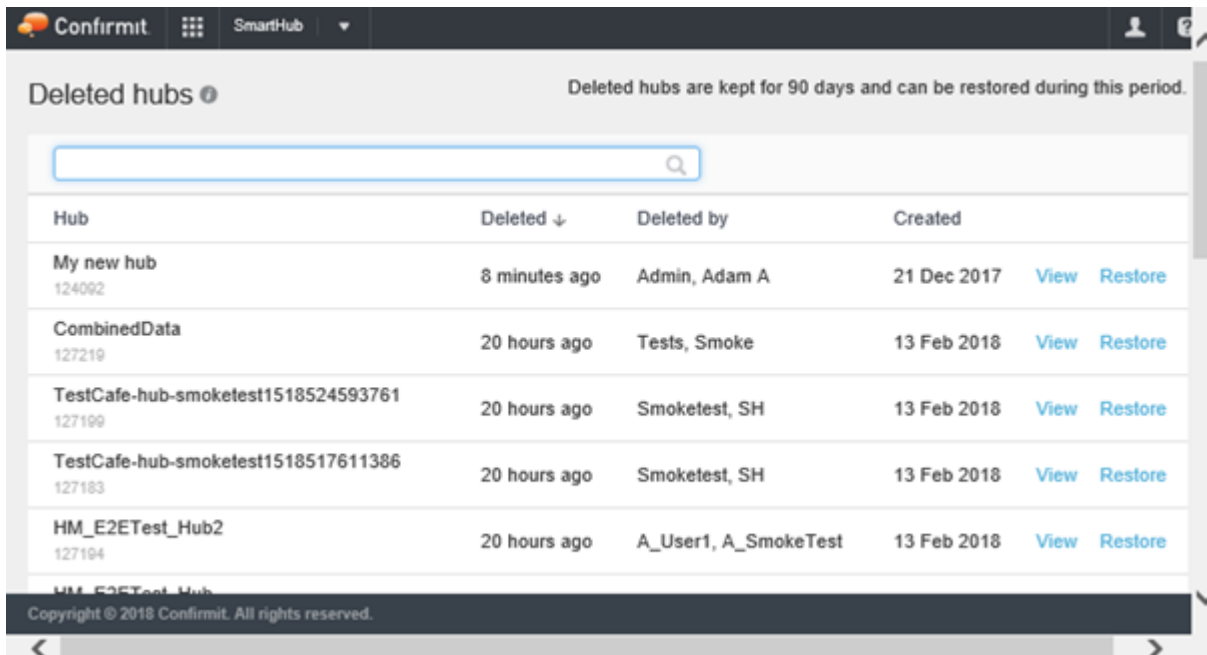 Confirmit. SmartHub
Deleted hubs
Deleted hubs are kept for 90 days and can be restored during this period.
Hub Deleted ↓ Deleted by Created
My new hub
124092
8 minutes ago Admin, Adam A 21 Dec 2017 View Restore
CombinedData
127219
20 hours ago Tests, Smoke 13 Feb 2018 View Restore
TestCafe-hub-smoketest1518524593761
127199
20 hours ago Smoketest, SH 13 Feb 2018 View Restore
TestCafe-hub-smoketest1518517611386
127183
20 hours ago Smoketest, SH 13 Feb 2018 View Restore
HM_E2ETest_Hub2
127194
20 hours ago A_User1, A_SmokeTest 13 Feb 2018 View Restore
HM_E2ETest_Hub
Copyright © 2018 Confirmit. All rights reserved.